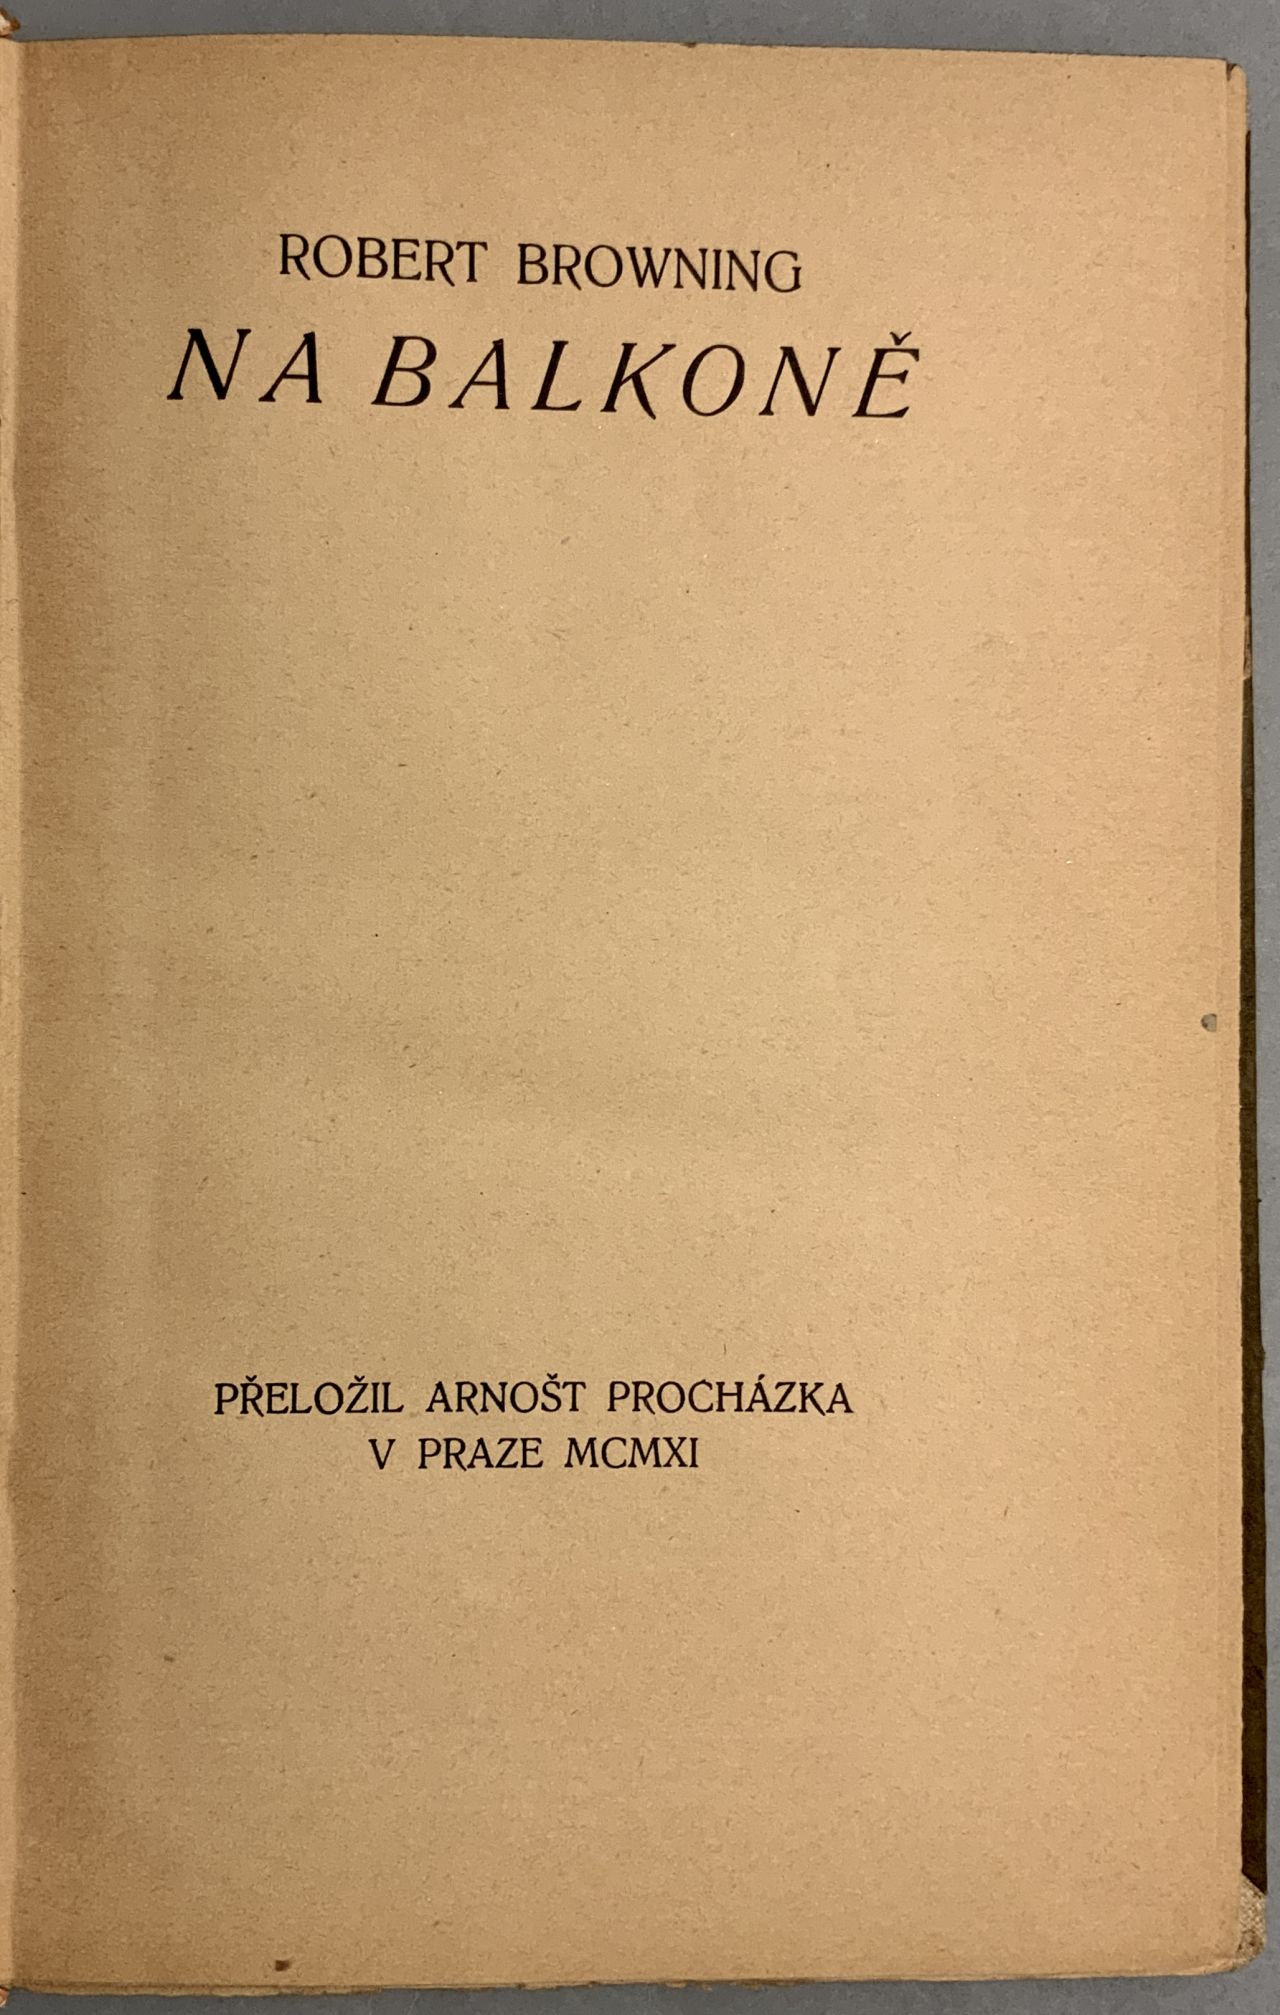 ROBERT BROWNING
NA BALKONĚ
PŘELOŽIL ARNOŠT PROCHÁZKA
V PRAZE MCMXI